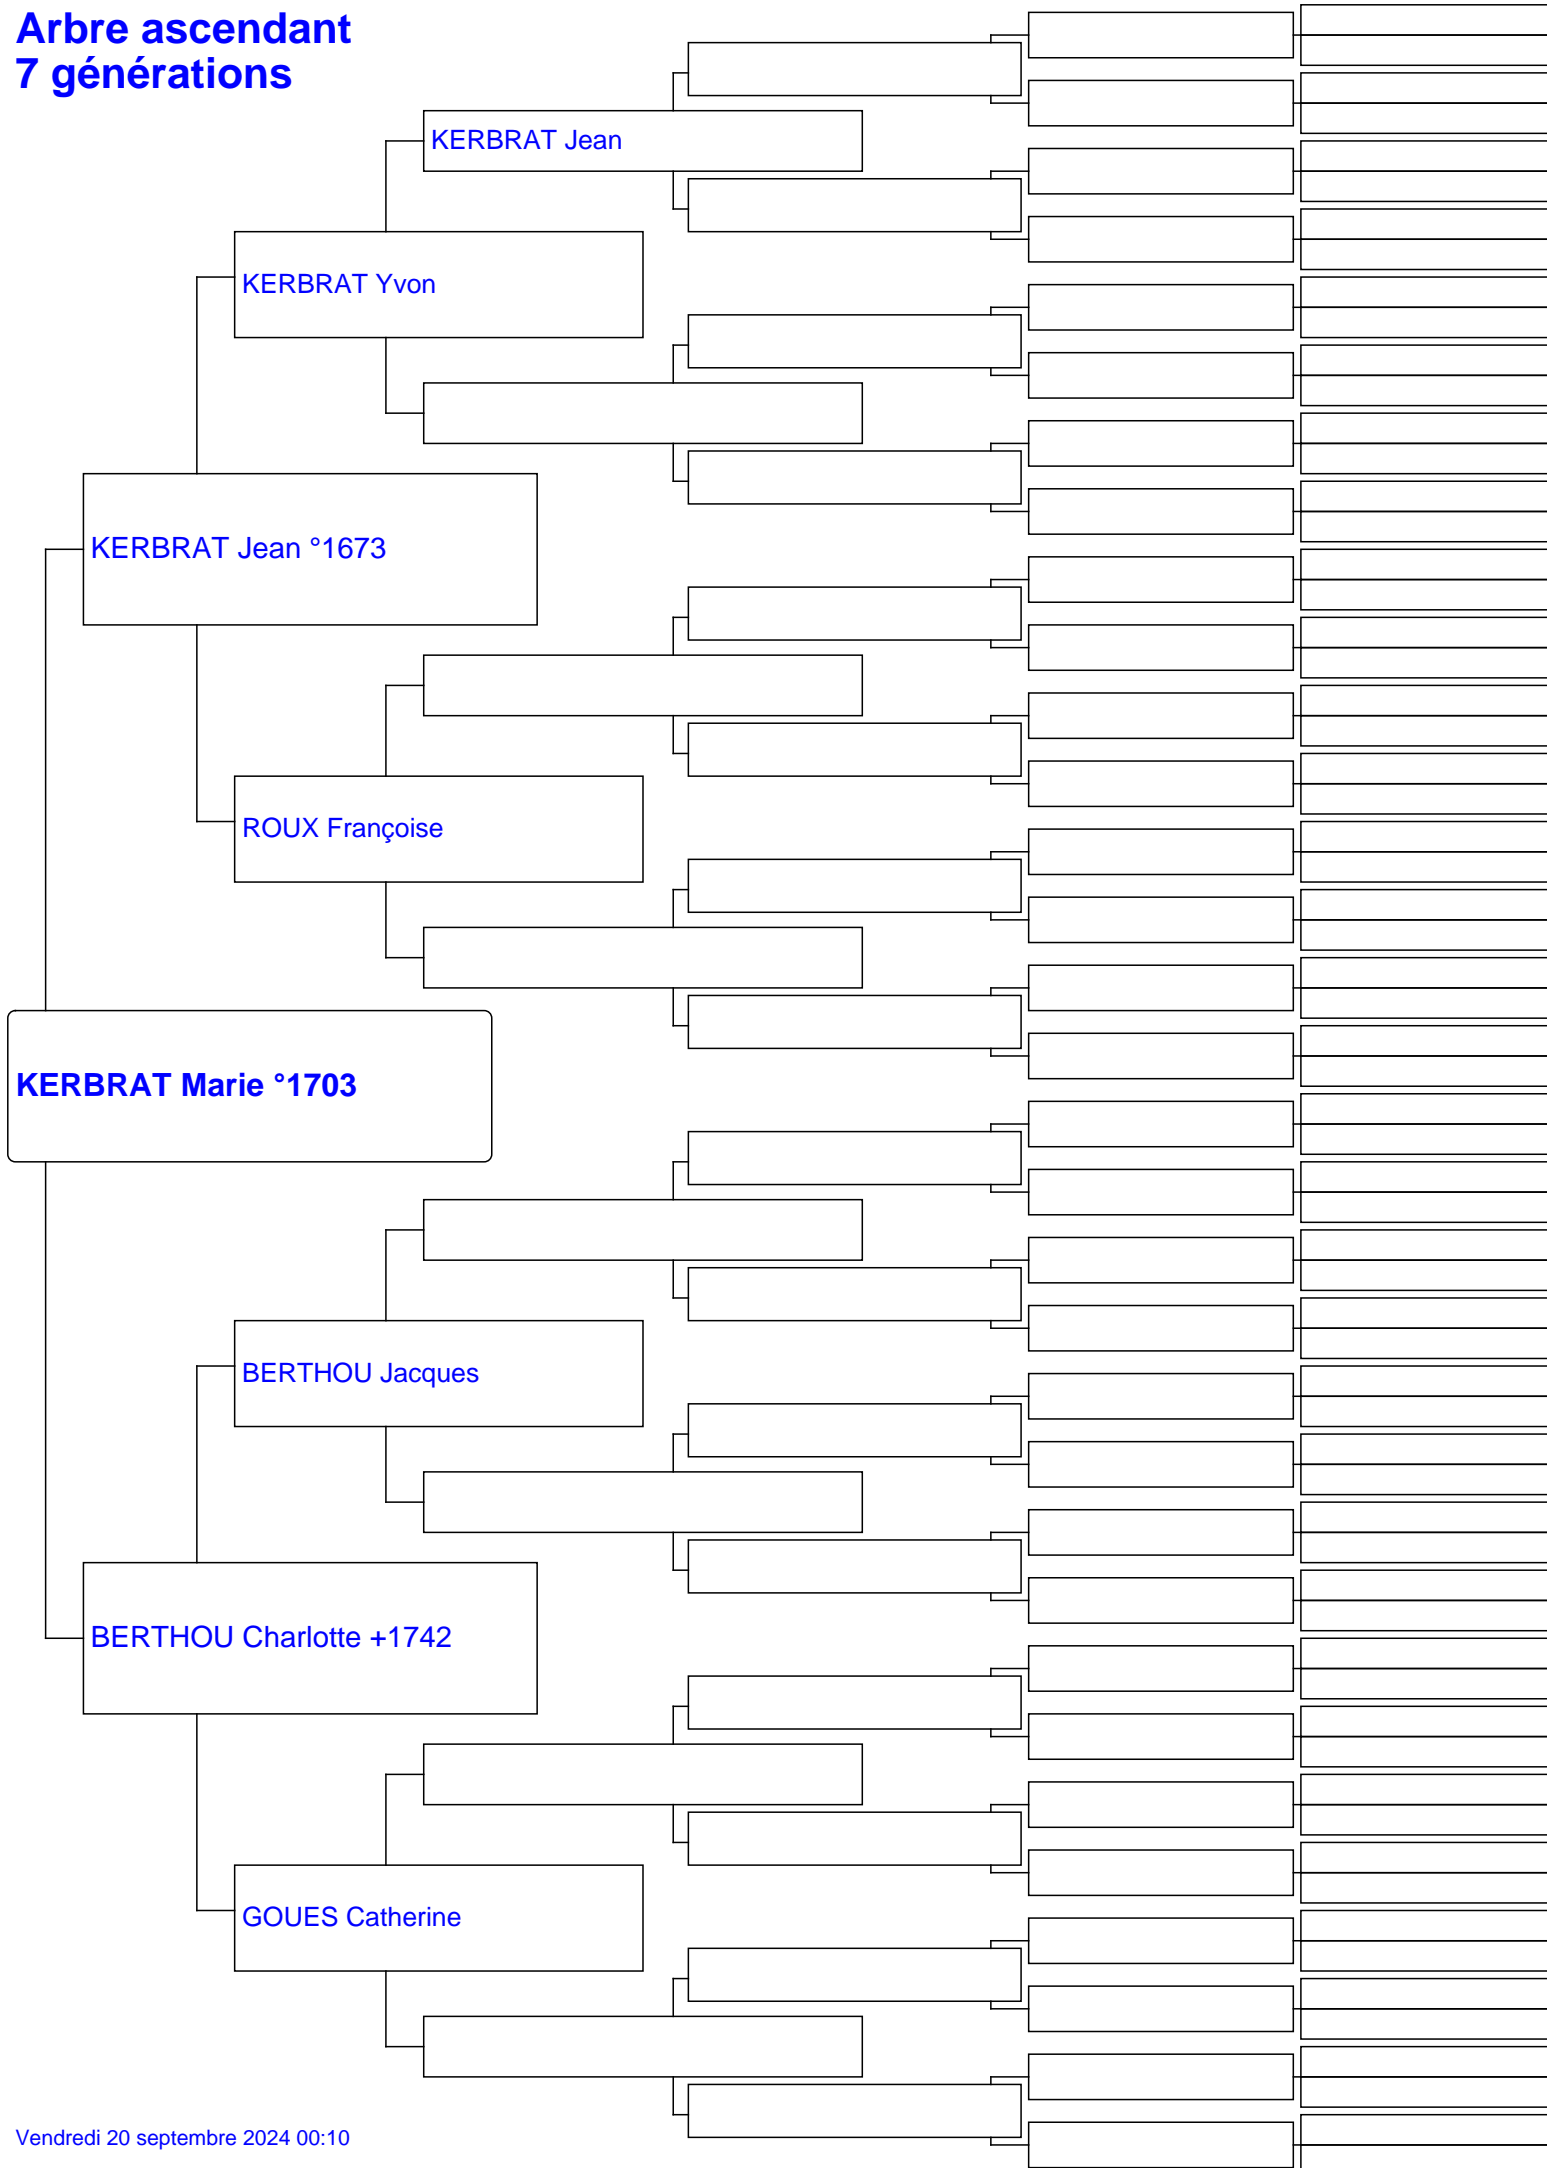 Arbre ascendant
7 générations
KERBRAT Jean
KERBRAT Yvon
KERBRAT Jean °1673
ROUX Françoise
KERBRAT Marie °1703
BERTHOU Jacques
BERTHOU Charlotte +1742
GOUES Catherine
Vendredi 20 septembre 2024 00:10